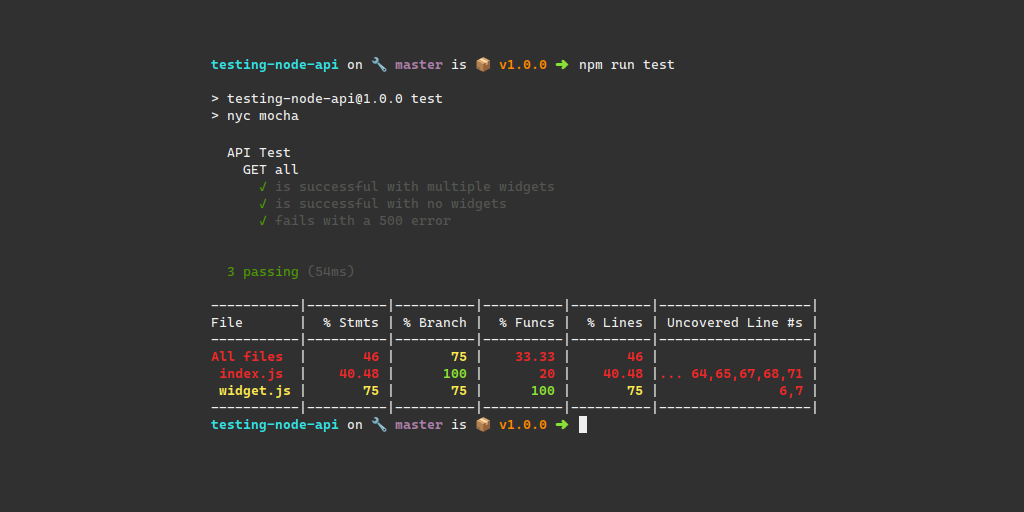 testing-node-api on 🔧 master is 📦 v1.0.0 ➜ npm run test
> testing-node-api@1.0.0 test
> nyc mocha
API Test
GET all
✓ is successful with multiple widgets
✓ is successful with no widgets
✓ fails with a 500 error
3 passing (54ms)
-----------|----------|----------|----------|----------|-------------------|
File       |  % Stmts | % Branch |  % Funcs |  % Lines | Uncovered Line #s |
-----------|----------|----------|----------|----------|-------------------|
All files  |       46 |       75 |    33.33 |       46 |                   |
 index.js  |    40.48 |      100 |       20 |    40.48 |... 64,65,67,68,71 |
 widget.js |       75 |       75 |      100 |       75 |               6,7 |
-----------|----------|----------|----------|----------|-------------------|
testing-node-api on 🔧 master is 📦 v1.0.0 ➜